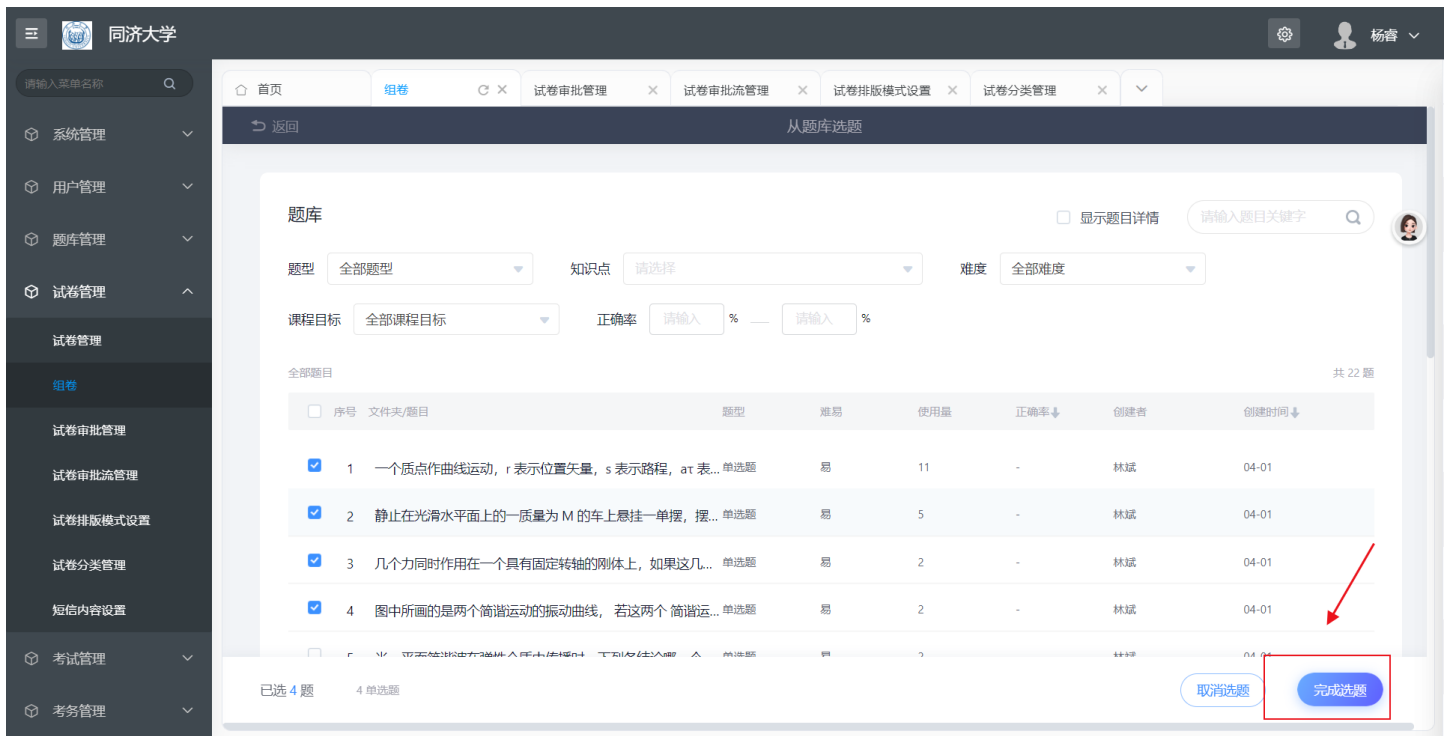 同济大学
杨睿
请输入菜单名称
首页 组卷 试卷审批管理 试卷审批流管理 试卷排版模式设置 试卷分类管理
返回 从题库选题
系统管理
用户管理
题库管理
试卷管理
试卷管理
组卷
试卷审批管理
试卷审批流管理
试卷排版模式设置
试卷分类管理
短信内容设置
考试管理
考务管理
题库 显示题目详情 请输入题目关键字
题型 全部题型 知识点 请选择 难度 全部难度
课程目标 全部课程目标 正确率 请输入 % — 请输入 %
全部题目 共 22 题
序号 文件夹/题目 题型 难易 使用量 正确率 创建者 创建时间
1 一个质点作曲线运动，r 表示位置矢量，s 表示路程，aτ 表... 单选题 易 11 - 林斌 04-01
2 静止在光滑水平面上的一质量为 M 的车上悬挂一单摆，摆... 单选题 易 5 - 林斌 04-01
3 几个力同时作用在一个具有固定转轴的刚体上，如果这几... 单选题 易 2 - 林斌 04-01
4 图中所画的是两个简谐运动的振动曲线， 若这两个 简谐运... 单选题 易 2 - 林斌 04-01
已选 4 题 4 单选题 取消选题 完成选题